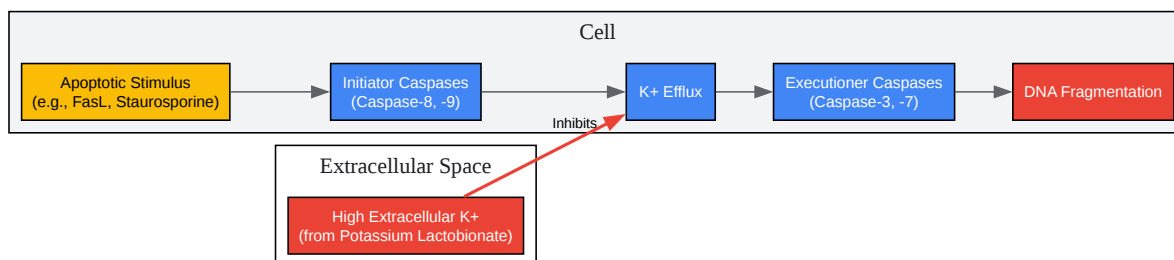 Cell
Apoptotic Stimulus
(e.g., FasL, Staurosporine)
Initiator Caspases
(Caspase-8, -9)
K+ Efflux
Executioner Caspases
(Caspase-3, -7)
DNA Fragmentation
Inhibits
Extracellular Space
High Extracellular K+
(from Potassium Lactobionate)